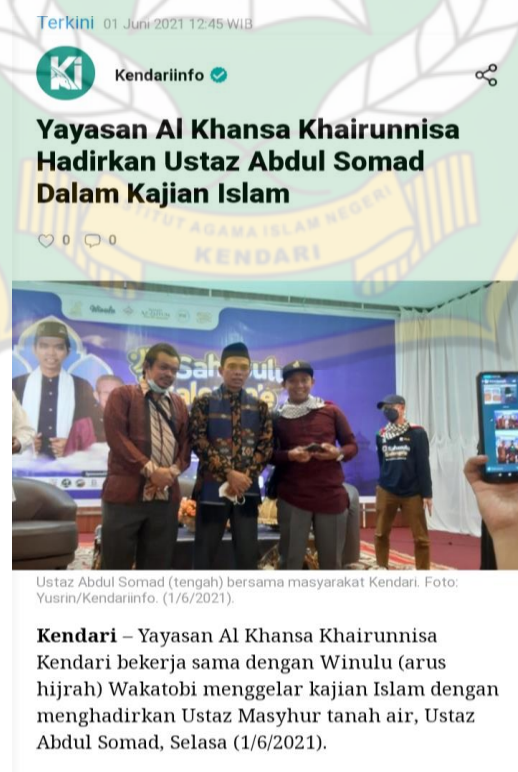 Terkini 01 Juni 2021 12:45 WIB
Ki
Kendariinfo
Yayasan Al Khansa Khairunnisa
Hadirkan Ustaz Abdul Somad
Dalam Kajian Islam
INSTITUT AGAMA ISLAM NEGERI
KENDARI
0 0
Ustaz Abdul Somad (tengah) bersama masyarakat Kendari. Foto:
Yusrin/Kendariinfo. (1/6/2021).
Kendari – Yayasan Al Khansa Khairunnisa
Kendari bekerja sama dengan Winulu (arus
hijrah) Wakatobi menggelar kajian Islam dengan
menghadirkan Ustaz Masyhur tanah air, Ustaz
Abdul Somad, Selasa (1/6/2021).